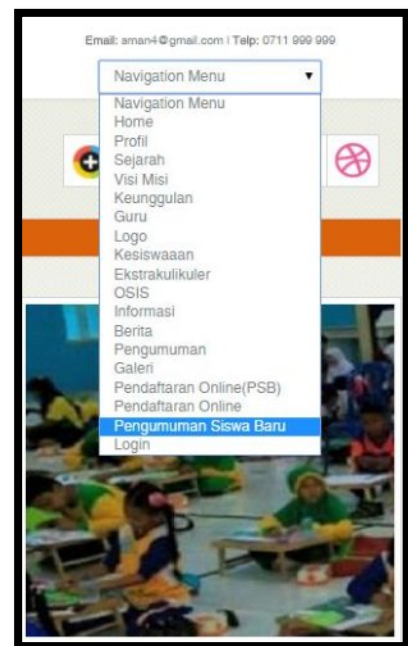 Email: aman4@gmail.com | Telp: 0711 999 999
Navigation Menu
Navigation Menu
Home
Profil
Sejarah
Visi Misi
Keunggulan
Guru
Logo
Kesiswaaan
Ekstrakulikuler
OSIS
Informasi
Berita
Pengumuman
Galeri
Pendaftaran Online(PSB)
Pendaftaran Online
Pengumuman Siswa Baru
Login